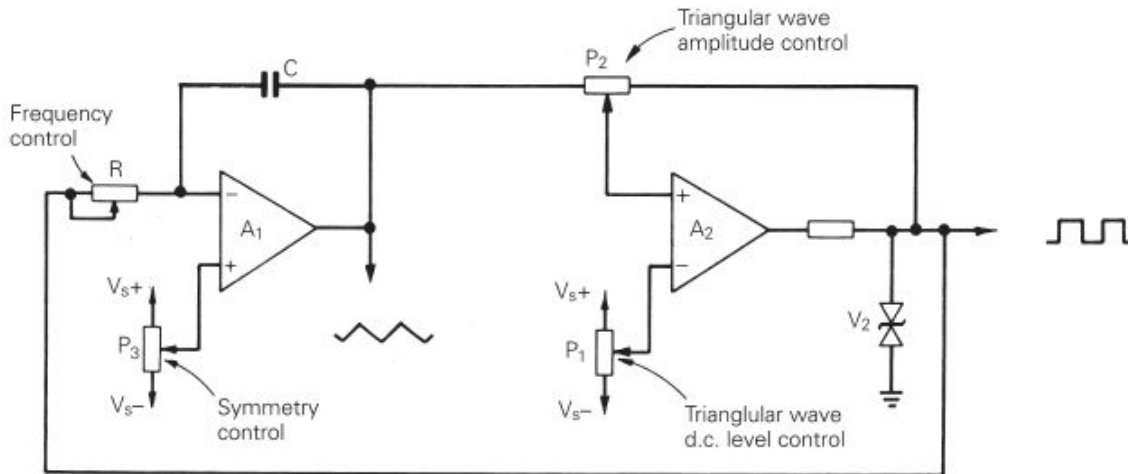 Triangular wave
amplitude control
P₂
C
Frequency
control
R
−
+
A₁
+
−
A₂
Vₛ+
P₃
Vₛ−
Symmetry
control
Vₛ+
P₁
Vₛ−
Trianglular wave
d.c. level control
V₂